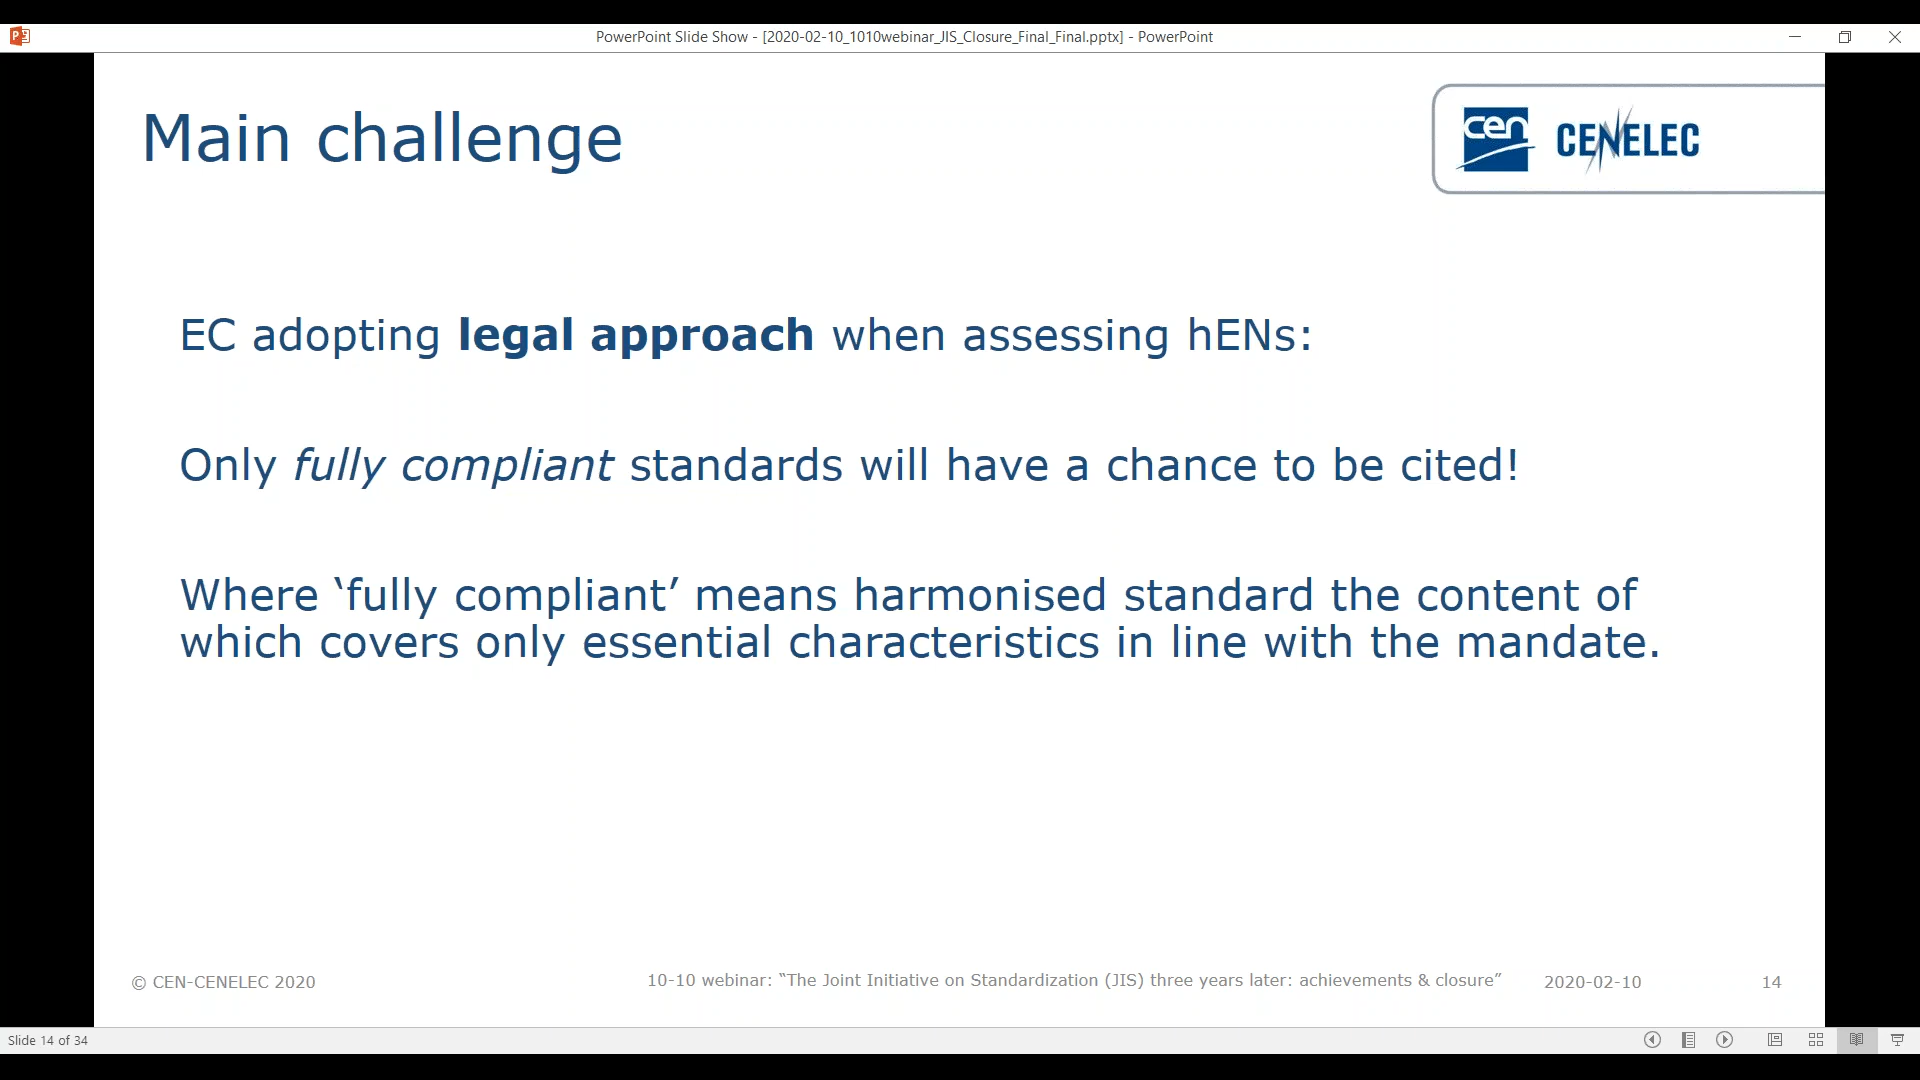 PowerPoint Slide Show - [2020-02-10_1010webinar_JIS_Closure_Final_Final.pptx] - PowerPoint
Main challenge
cen CENELEC
EC adopting legal approach when assessing hENs:
Only fully compliant standards will have a chance to be cited!
Where ‘fully compliant’ means harmonised standard the content of
which covers only essential characteristics in line with the mandate.
© CEN-CENELEC 2020
10-10 webinar: “The Joint Initiative on Standardization (JIS) three years later: achievements & closure”
2020-02-10
14
Slide 14 of 34